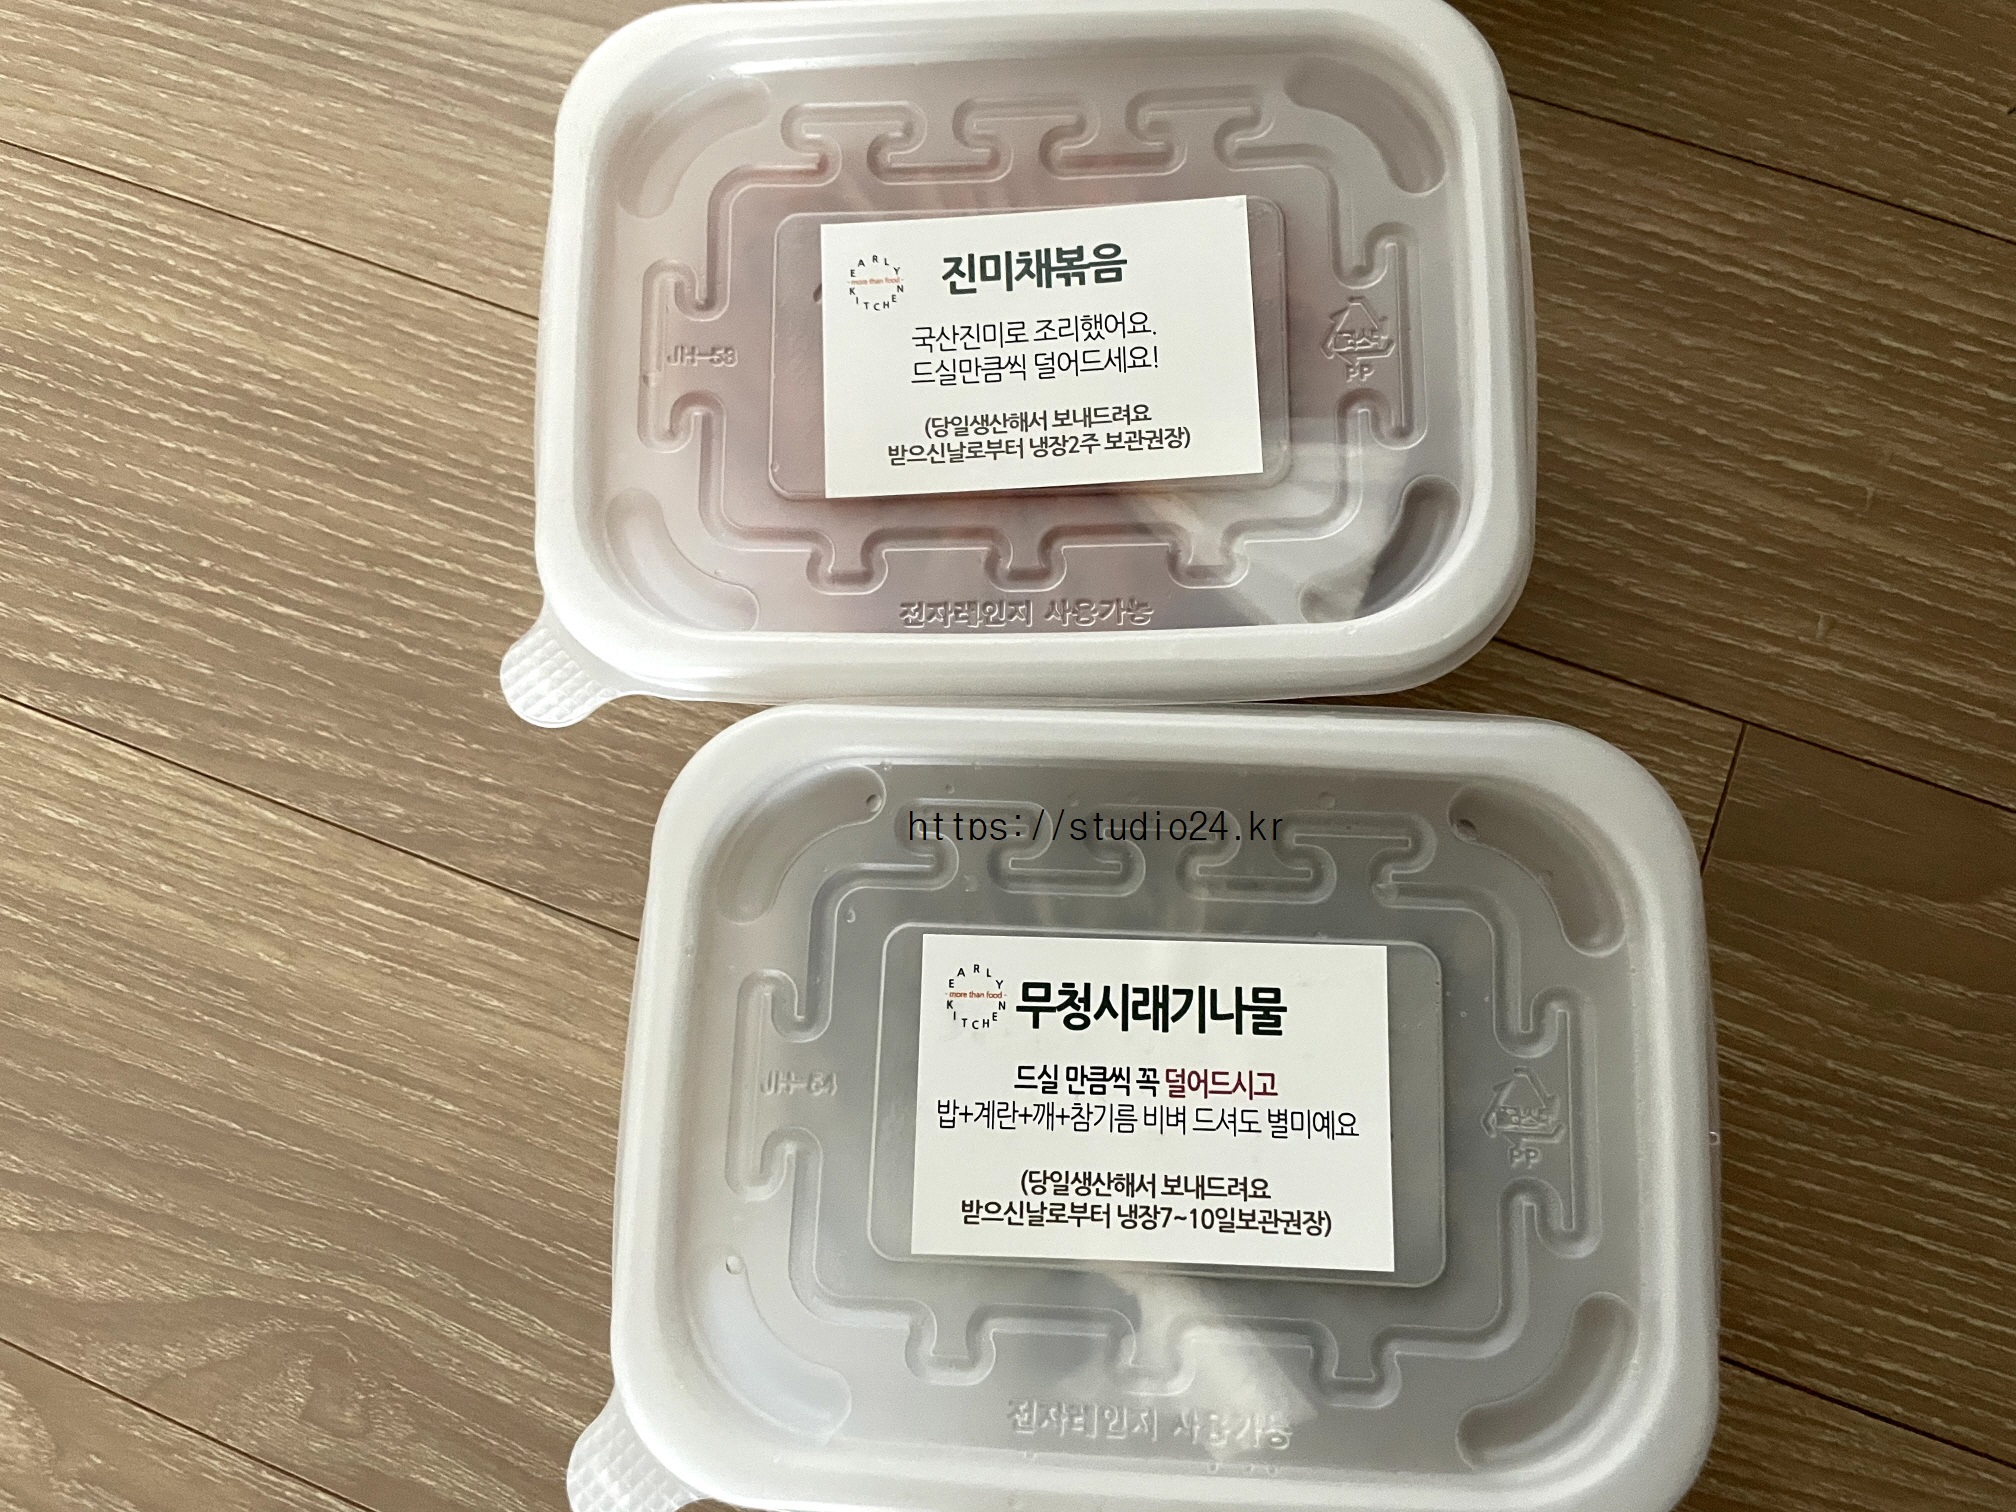 EARLY
- more than food -
KITCHEN
진미채볶음
국산진미로 조리했어요.
드실만큼씩 덜어드세요!
(당일생산해서 보내드려요
받으신날로부터 냉장2주 보관권장)
JH-53
PP
전자레인지 사용가능
https://studio24.kr
EARLY
- more than food -
KITCHEN
무청시래기나물
드실 만큼씩 꼭 덜어드시고
밥+계란+깨+참기름 비벼 드셔도 별미예요
(당일생산해서 보내드려요
받으신날로부터 냉장7~10일보관권장)
JH-64
PP
전자레인지 사용가능